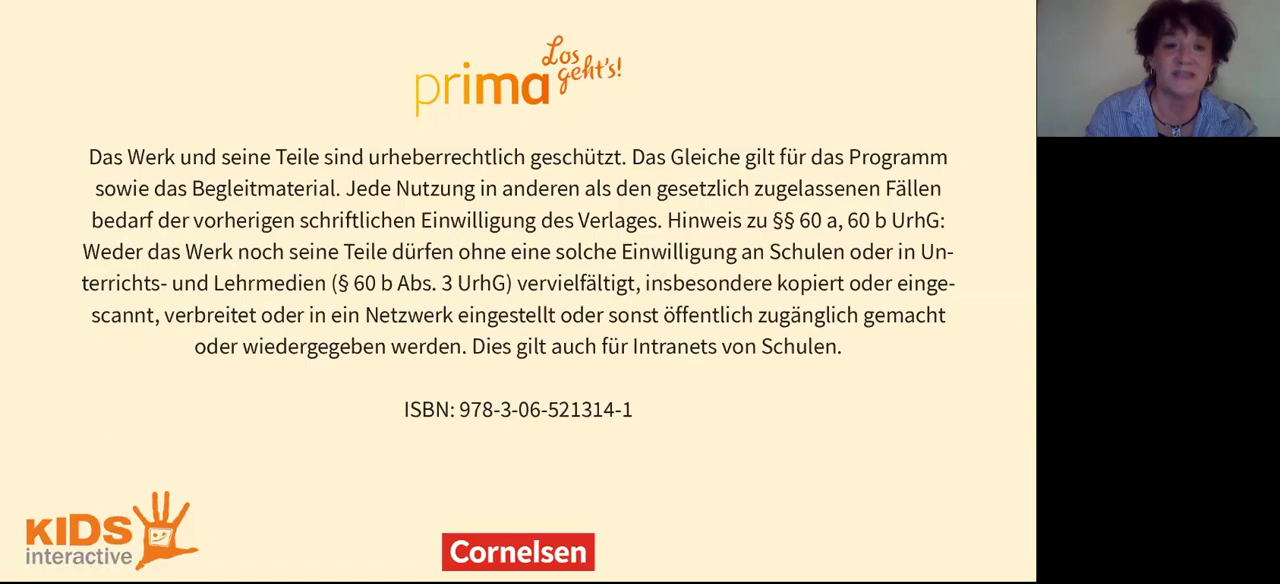 prima Los geht's!
Das Werk und seine Teile sind urheberrechtlich geschützt. Das Gleiche gilt für das Programm
sowie das Begleitmaterial. Jede Nutzung in anderen als den gesetzlich zugelassenen Fällen
bedarf der vorherigen schriftlichen Einwilligung des Verlages. Hinweis zu §§ 60 a, 60 b UrhG:
Weder das Werk noch seine Teile dürfen ohne eine solche Einwilligung an Schulen oder in Un-
terrichts- und Lehrmedien (§ 60 b Abs. 3 UrhG) vervielfältigt, insbesondere kopiert oder einge-
scannt, verbreitet oder in ein Netzwerk eingestellt oder sonst öffentlich zugänglich gemacht
oder wiedergegeben werden. Dies gilt auch für Intranets von Schulen.
ISBN: 978-3-06-521314-1
KIDS
interactive
Cornelsen